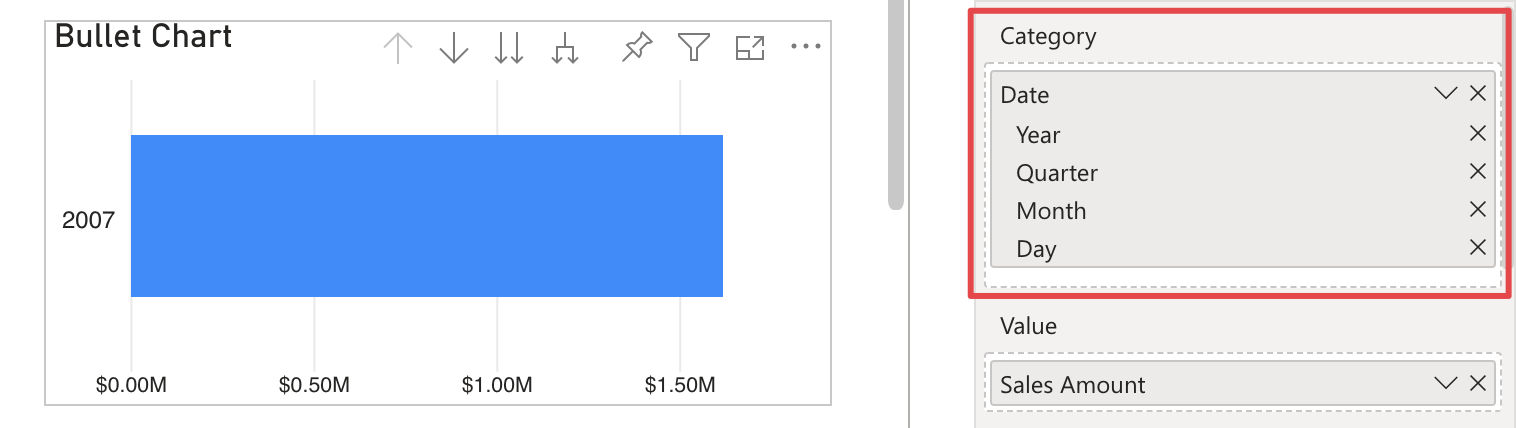 Bullet Chart
2007
$0.00M $0.50M $1.00M $1.50M
Category
Date
Year
Quarter
Month
Day
Value
Sales Amount